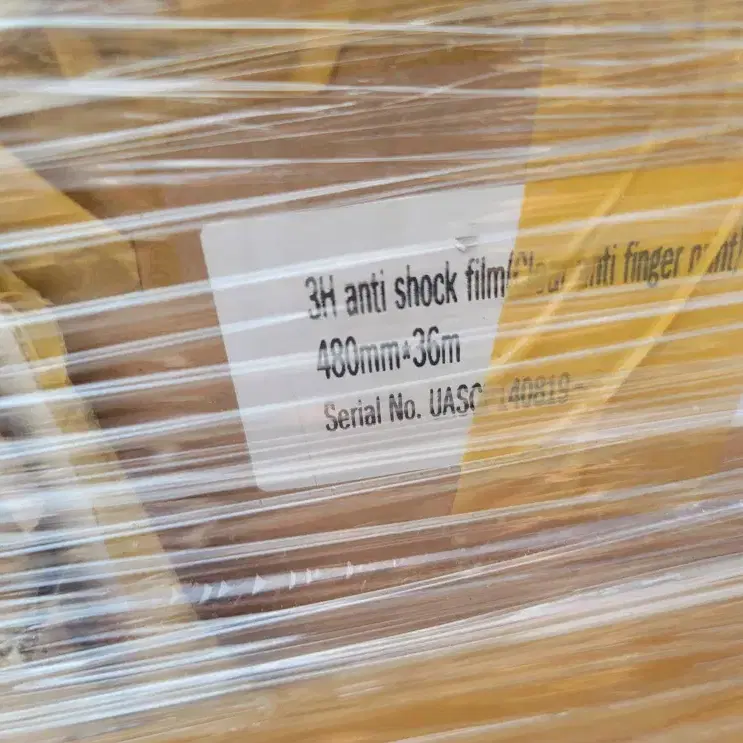 3H anti shock film(Clear anti finger print)
480mm*36m
Serial No. UASC 140819